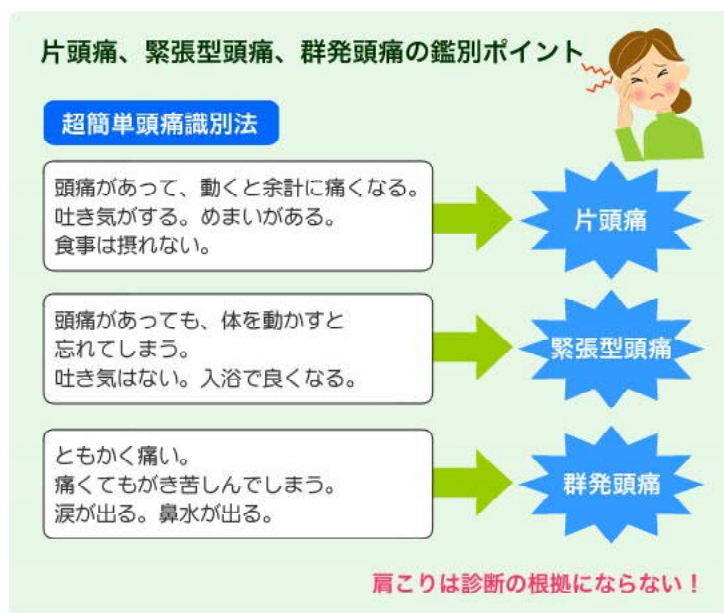 片頭痛、緊張型頭痛、群発頭痛の鑑別ポイント
超簡単頭痛識別法
頭痛があって、動くと余計に痛くなる。
吐き気がする。めまいがある。
食事は摂れない。
片頭痛
頭痛があっても、体を動かすと
忘れてしまう。
吐き気はない。入浴で良くなる。
緊張型頭痛
ともかく痛い。
痛くてもがき苦しんでしまう。
涙が出る。鼻水が出る。
群発頭痛
肩こりは診断の根拠にならない！